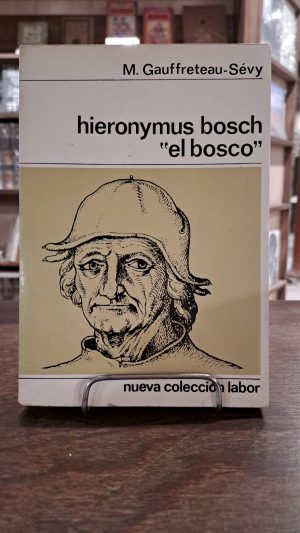 M. Gauffreteau-Sévy
hieronymus bosch
"el bosco"
nueva colección labor